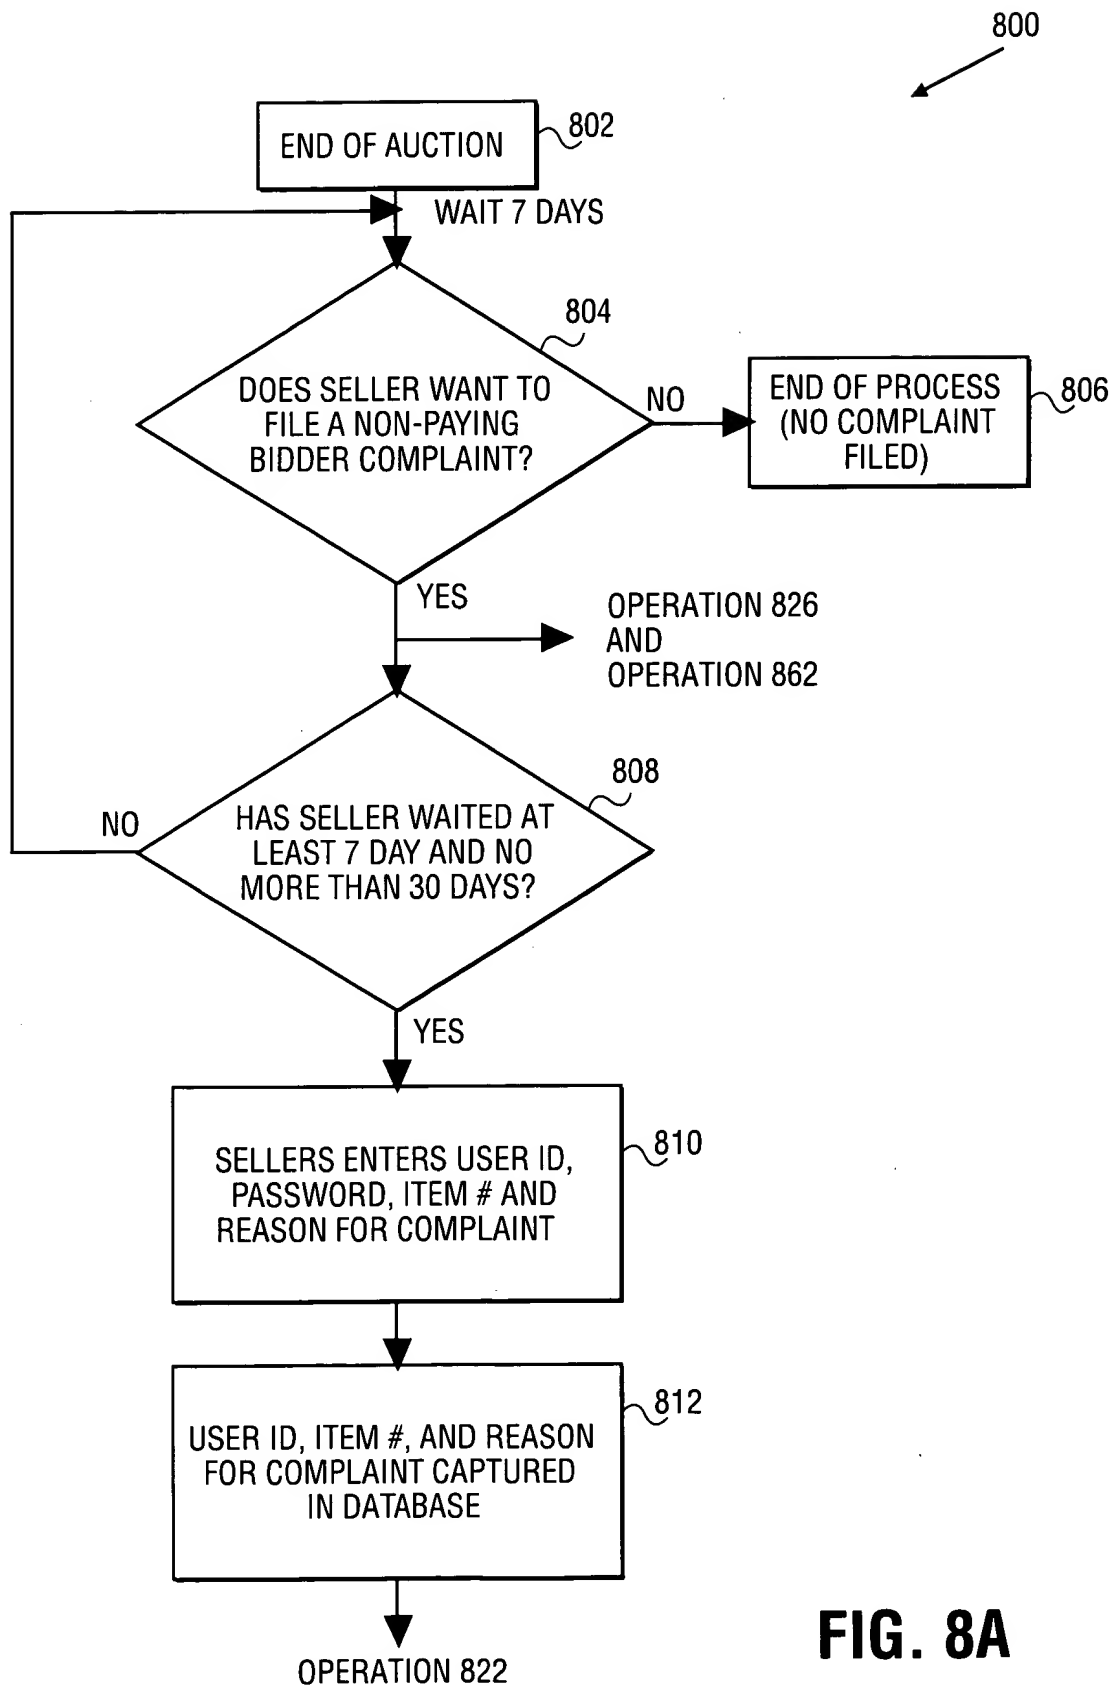 800
END OF AUCTION
802
WAIT 7 DAYS
804
DOES SELLER WANT TO
FILE A NON-PAYING
BIDDER COMPLAINT?
NO
END OF PROCESS
(NO COMPLAINT
FILED)
806
YES
OPERATION 826
AND
OPERATION 862
808
NO
HAS SELLER WAITED AT
LEAST 7 DAY AND NO
MORE THAN 30 DAYS?
YES
810
SELLERS ENTERS USER ID,
PASSWORD, ITEM # AND
REASON FOR COMPLAINT
812
USER ID, ITEM #, AND REASON
FOR COMPLAINT CAPTURED
IN DATABASE
OPERATION 822
FIG. 8A